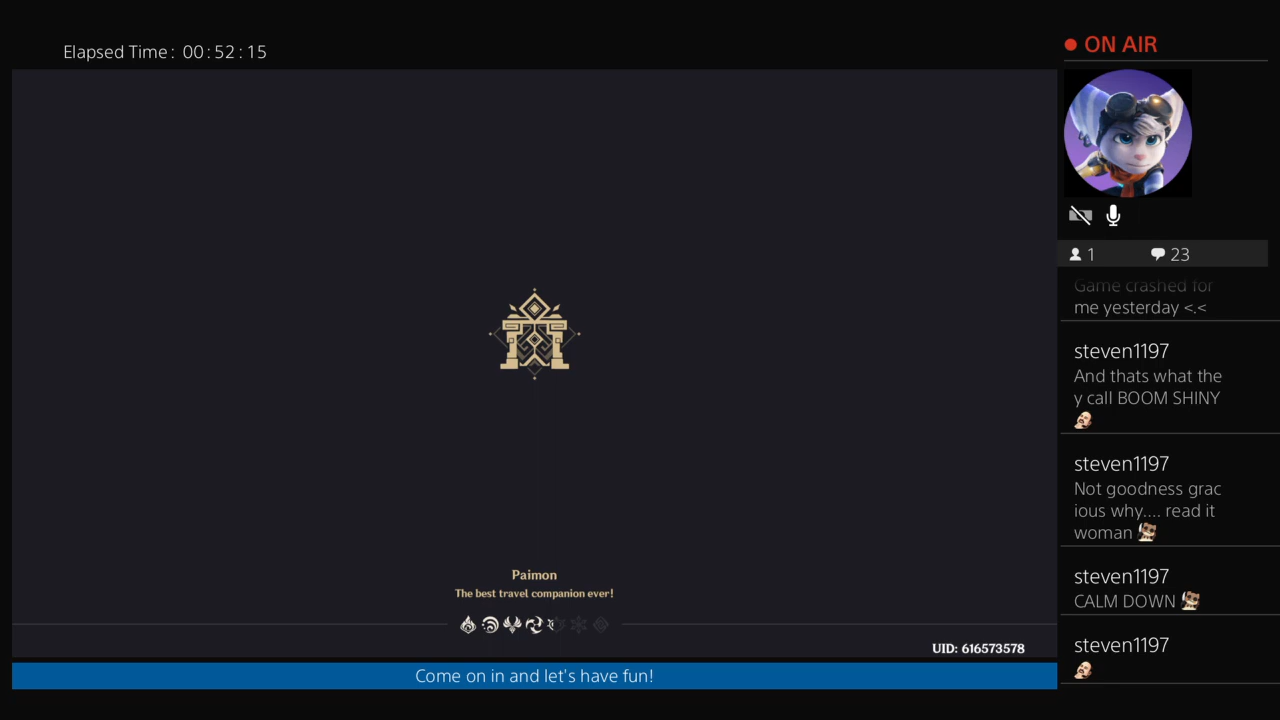 Elapsed Time: 00:52:15
ON AIR
1 23
Game crashed for
me yesterday <.<
steven1197
And thats what the
y call BOOM SHINY
steven1197
Not goodness grac
ious why.... read it
woman
steven1197
CALM DOWN
steven1197
Paimon
The best travel companion ever!
UID: 616573578
Come on in and let's have fun!